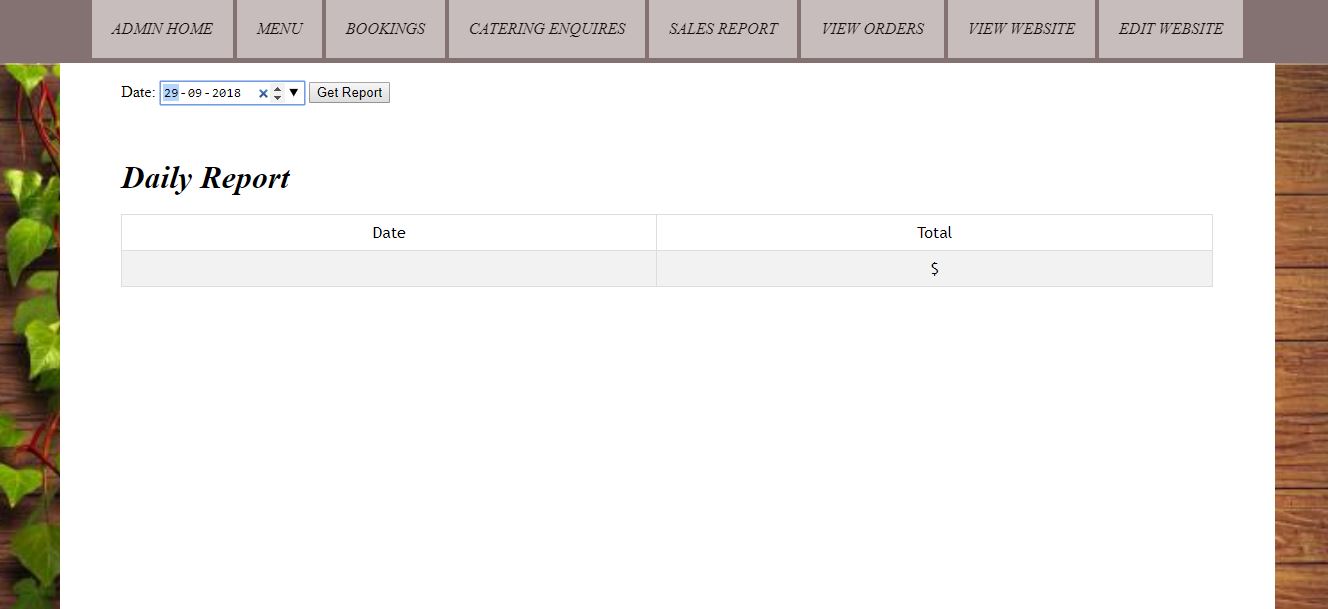 ADMIN HOME MENU BOOKINGS CATERING ENQUIRES SALES REPORT VIEW ORDERS VIEW WEBSITE EDIT WEBSITE
Date: 29-09-2018 Get Report
Daily Report
Date Total
$